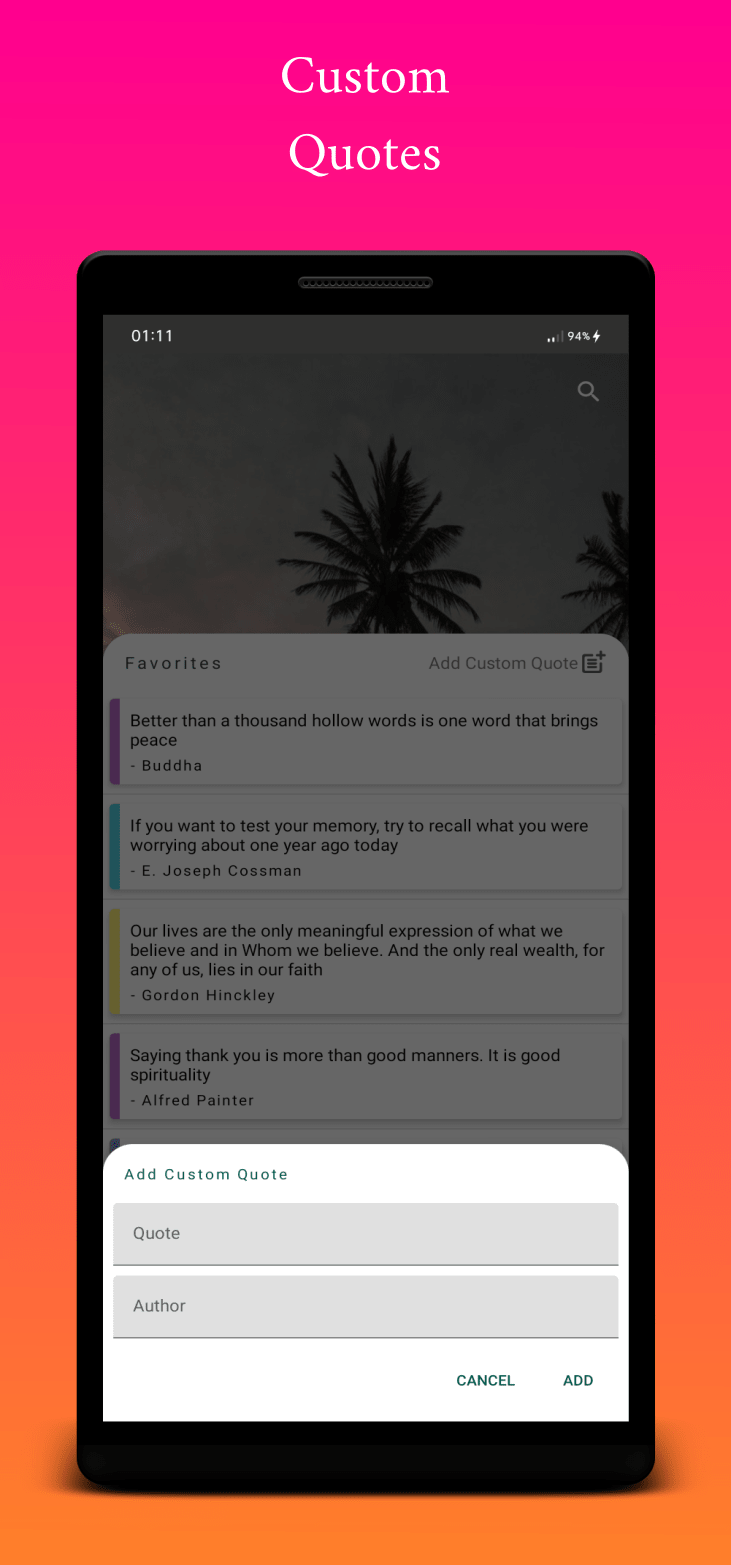 Custom
Quotes
01:11
94%
Favorites
Add Custom Quote
Better than a thousand hollow words is one word that brings
peace
- Buddha
If you want to test your memory, try to recall what you were
worrying about one year ago today
- E. Joseph Cossman
Our lives are the only meaningful expression of what we
believe and in Whom we believe. And the only real wealth, for
any of us, lies in our faith
- Gordon Hinckley
Saying thank you is more than good manners. It is good
spirituality
- Alfred Painter
Add Custom Quote
Quote
Author
CANCEL
ADD